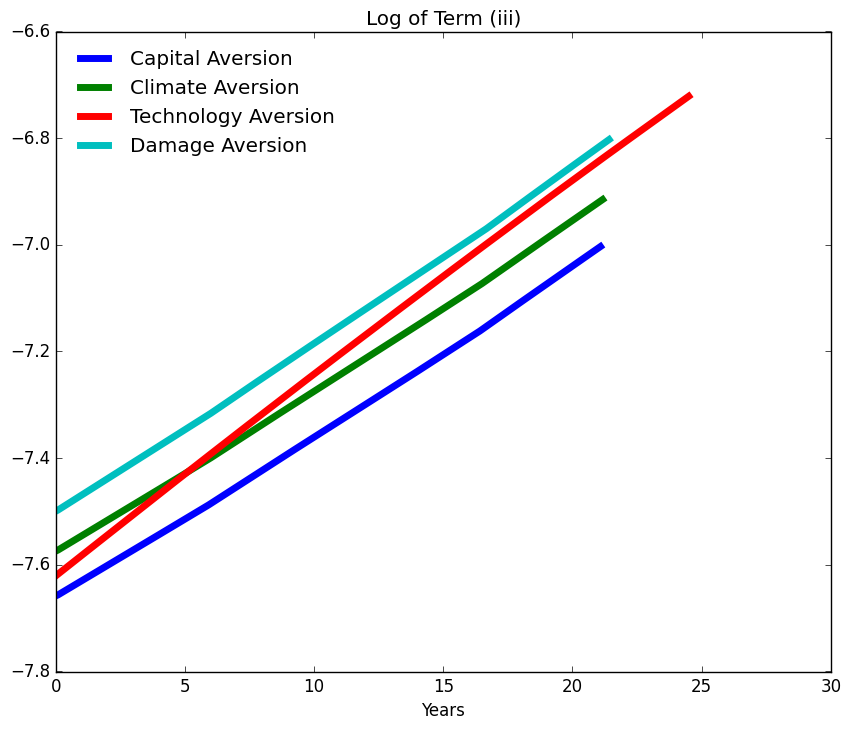 Log of Term (iii)
−6.6
−6.8
−7.0
−7.2
−7.4
−7.6
−7.8
Capital Aversion
Climate Aversion
Technology Aversion
Damage Aversion
0 5 10 15 20 25 30
Years